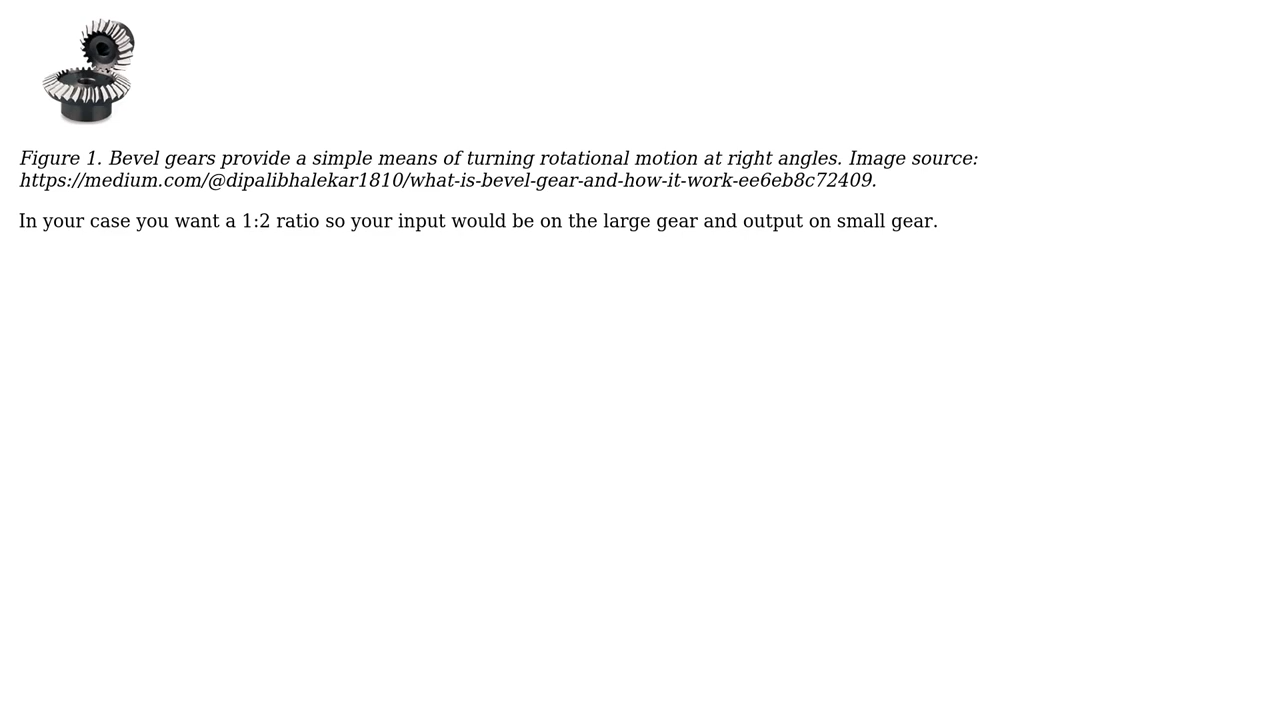 Figure 1. Bevel gears provide a simple means of turning rotational motion at right angles. Image source:
https://medium.com/@dipalibhalekar1810/what-is-bevel-gear-and-how-it-work-ee6eb8c72409.
In your case you want a 1:2 ratio so your input would be on the large gear and output on small gear.